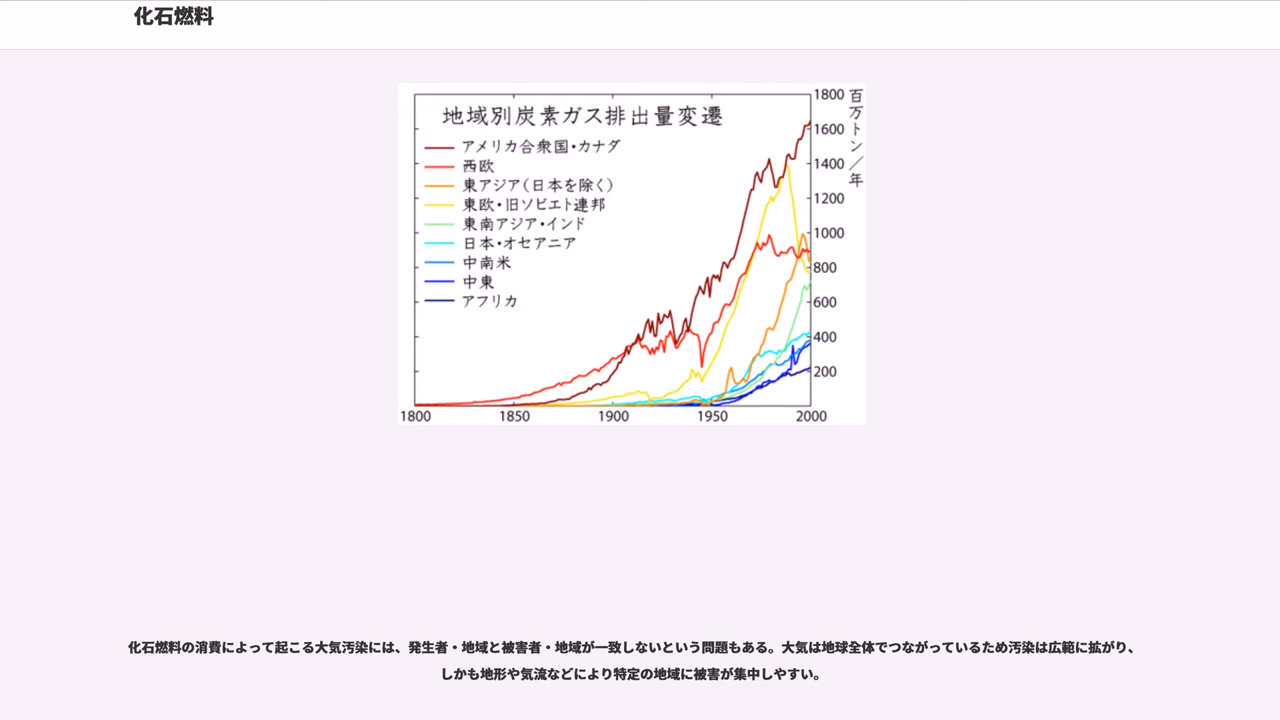 化石燃料
地域別炭素ガス排出量変遷
アメリカ合衆国・カナダ
西欧
東アジア（日本を除く）
東欧・旧ソビエト連邦
東南アジア・インド
日本・オセアニア
中南米
中東
アフリカ
百万トン／年
1800
1600
1400
1200
1000
800
600
400
200
1800 1850 1900 1950 2000
化石燃料の消費によって起こる大気汚染には、発生者・地域と被害者・地域が一致しないという問題もある。大気は地球全体でつながっているため汚染は広範に拡がり、
しかも地形や気流などにより特定の地域に被害が集中しやすい。